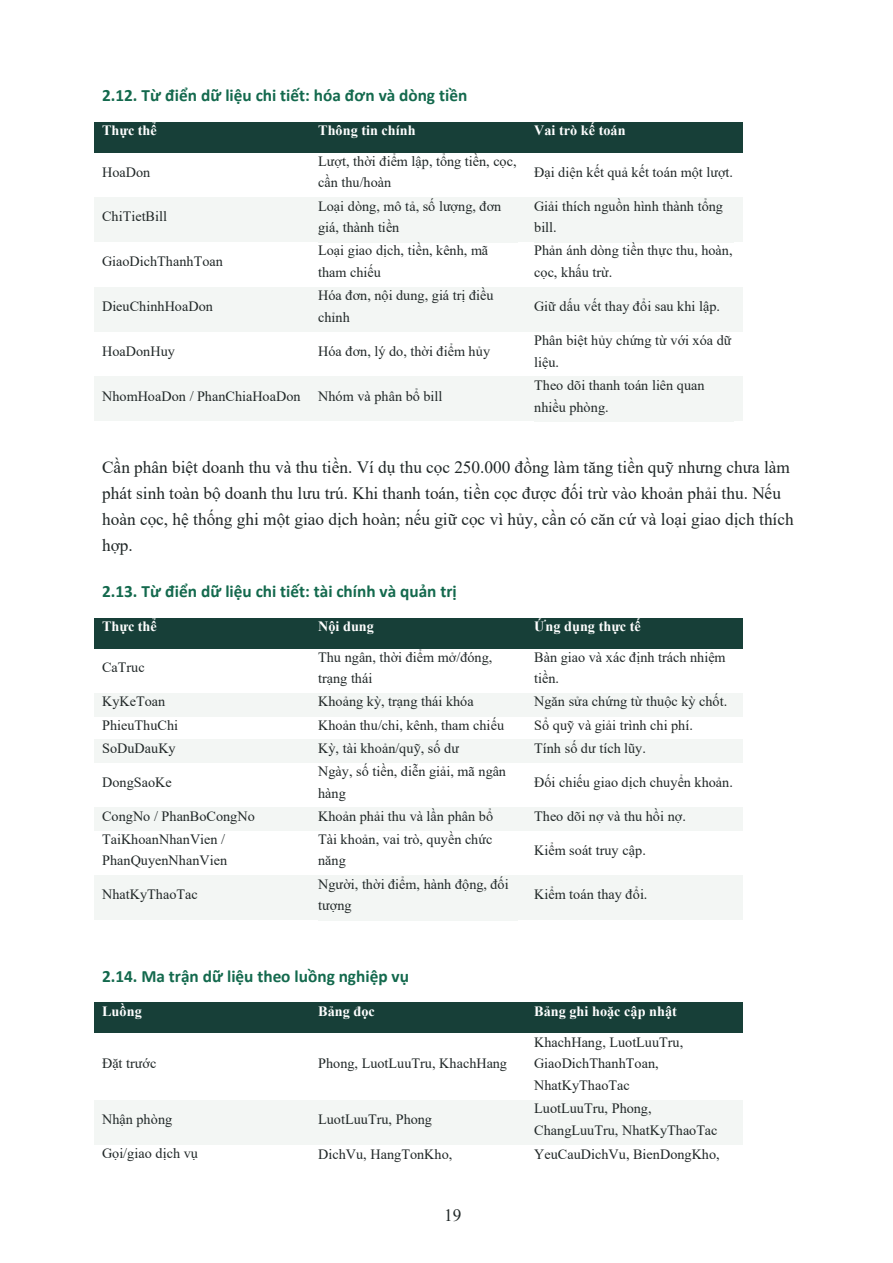 2.12. Từ điển dữ liệu chi tiết: hóa đơn và dòng tiền
Thực thể Thông tin chính Vai trò kế toán
HoaDon Lượt, thời điểm lập, tổng tiền, cọc, cần thu/hoàn Đại diện kết quả kết toán một lượt.
ChiTietBill Loại dòng, mô tả, số lượng, đơn giá, thành tiền Giải thích nguồn hình thành tổng bill.
GiaoDichThanhToan Loại giao dịch, tiền, kênh, mã tham chiếu Phản ánh dòng tiền thực thu, hoàn, cọc, khấu trừ.
DieuChinhHoaDon Hóa đơn, nội dung, giá trị điều chỉnh Giữ dấu vết thay đổi sau khi lập.
HoaDonHuy Hóa đơn, lý do, thời điểm hủy Phân biệt hủy chứng từ với xóa dữ liệu.
NhomHoaDon / PhanChiaHoaDon Nhóm và phân bổ bill Theo dõi thanh toán liên quan nhiều phòng.
Cần phân biệt doanh thu và thu tiền. Ví dụ thu cọc 250.000 đồng làm tăng tiền quỹ nhưng chưa làm
phát sinh toàn bộ doanh thu lưu trú. Khi thanh toán, tiền cọc được đối trừ vào khoản phải thu. Nếu
hoàn cọc, hệ thống ghi một giao dịch hoàn; nếu giữ cọc vì hủy, cần có căn cứ và loại giao dịch thích
hợp.
2.13. Từ điển dữ liệu chi tiết: tài chính và quản trị
Thực thể Nội dung Ứng dụng thực tế
CaTruc Thu ngân, thời điểm mở/đóng, trạng thái Bàn giao và xác định trách nhiệm tiền.
KyKeToan Khoảng kỳ, trạng thái khóa Ngăn sửa chứng từ thuộc kỳ chốt.
PhieuThuChi Khoản thu/chi, kênh, tham chiếu Sổ quỹ và giải trình chi phí.
SoDuDauKy Kỳ, tài khoản/quỹ, số dư Tính số dư tích lũy.
DongSaoKe Ngày, số tiền, diễn giải, mã ngân hàng Đối chiếu giao dịch chuyển khoản.
CongNo / PhanBoCongNo Khoản phải thu và lần phân bổ Theo dõi nợ và thu hồi nợ.
TaiKhoanNhanVien / PhanQuyenNhanVien Tài khoản, vai trò, quyền chức năng Kiểm soát truy cập.
NhatKyThaoTac Người, thời điểm, hành động, đối tượng Kiểm toán thay đổi.
2.14. Ma trận dữ liệu theo luồng nghiệp vụ
Luồng Bảng đọc Bảng ghi hoặc cập nhật
Đặt trước Phong, LuotLuuTru, KhachHang KhachHang, LuotLuuTru, GiaoDichThanhToan, NhatKyThaoTac
Nhận phòng LuotLuuTru, Phong LuotLuuTru, Phong, ChangLuuTru, NhatKyThaoTac
Gọi/giao dịch vụ DichVu, HangTonKho, YeuCauDichVu, BienDongKho,
19